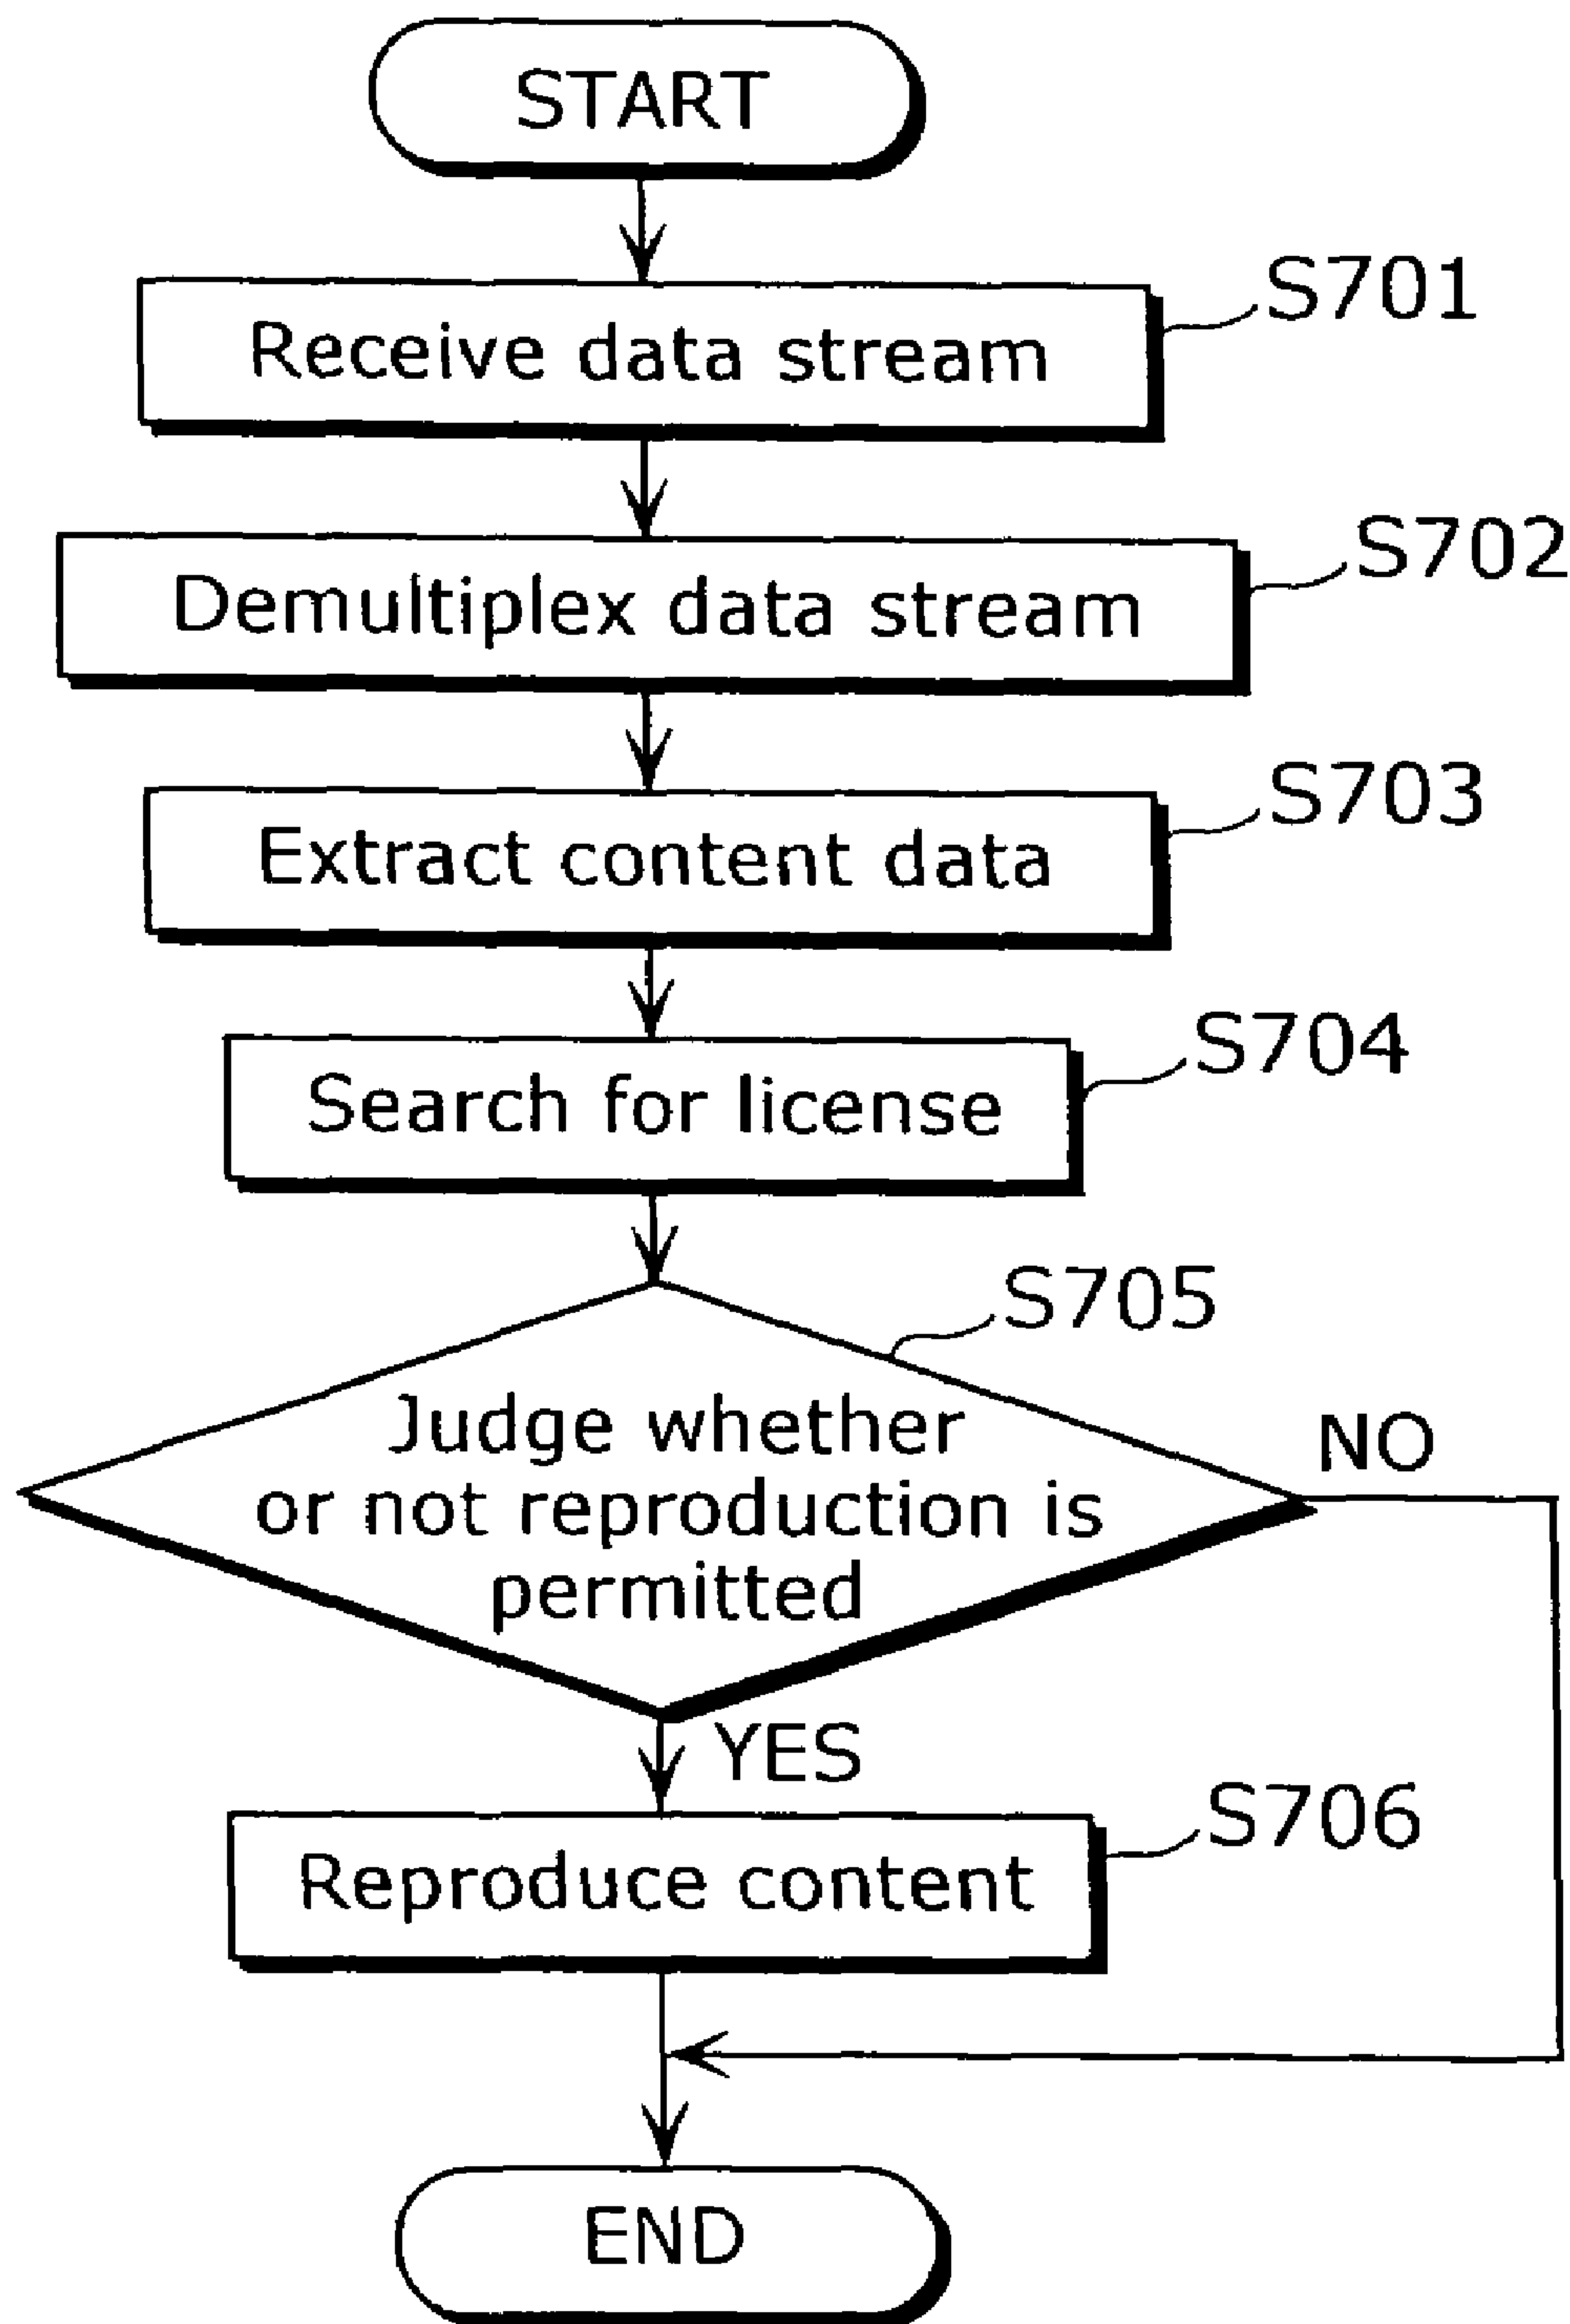 START
S701
Receive data stream
S702
Demultiplex data stream
S703
Extract content data
S704
Search for license
S705
Judge whether
or not reproduction is
permitted
NO
YES
S706
Reproduce content
END